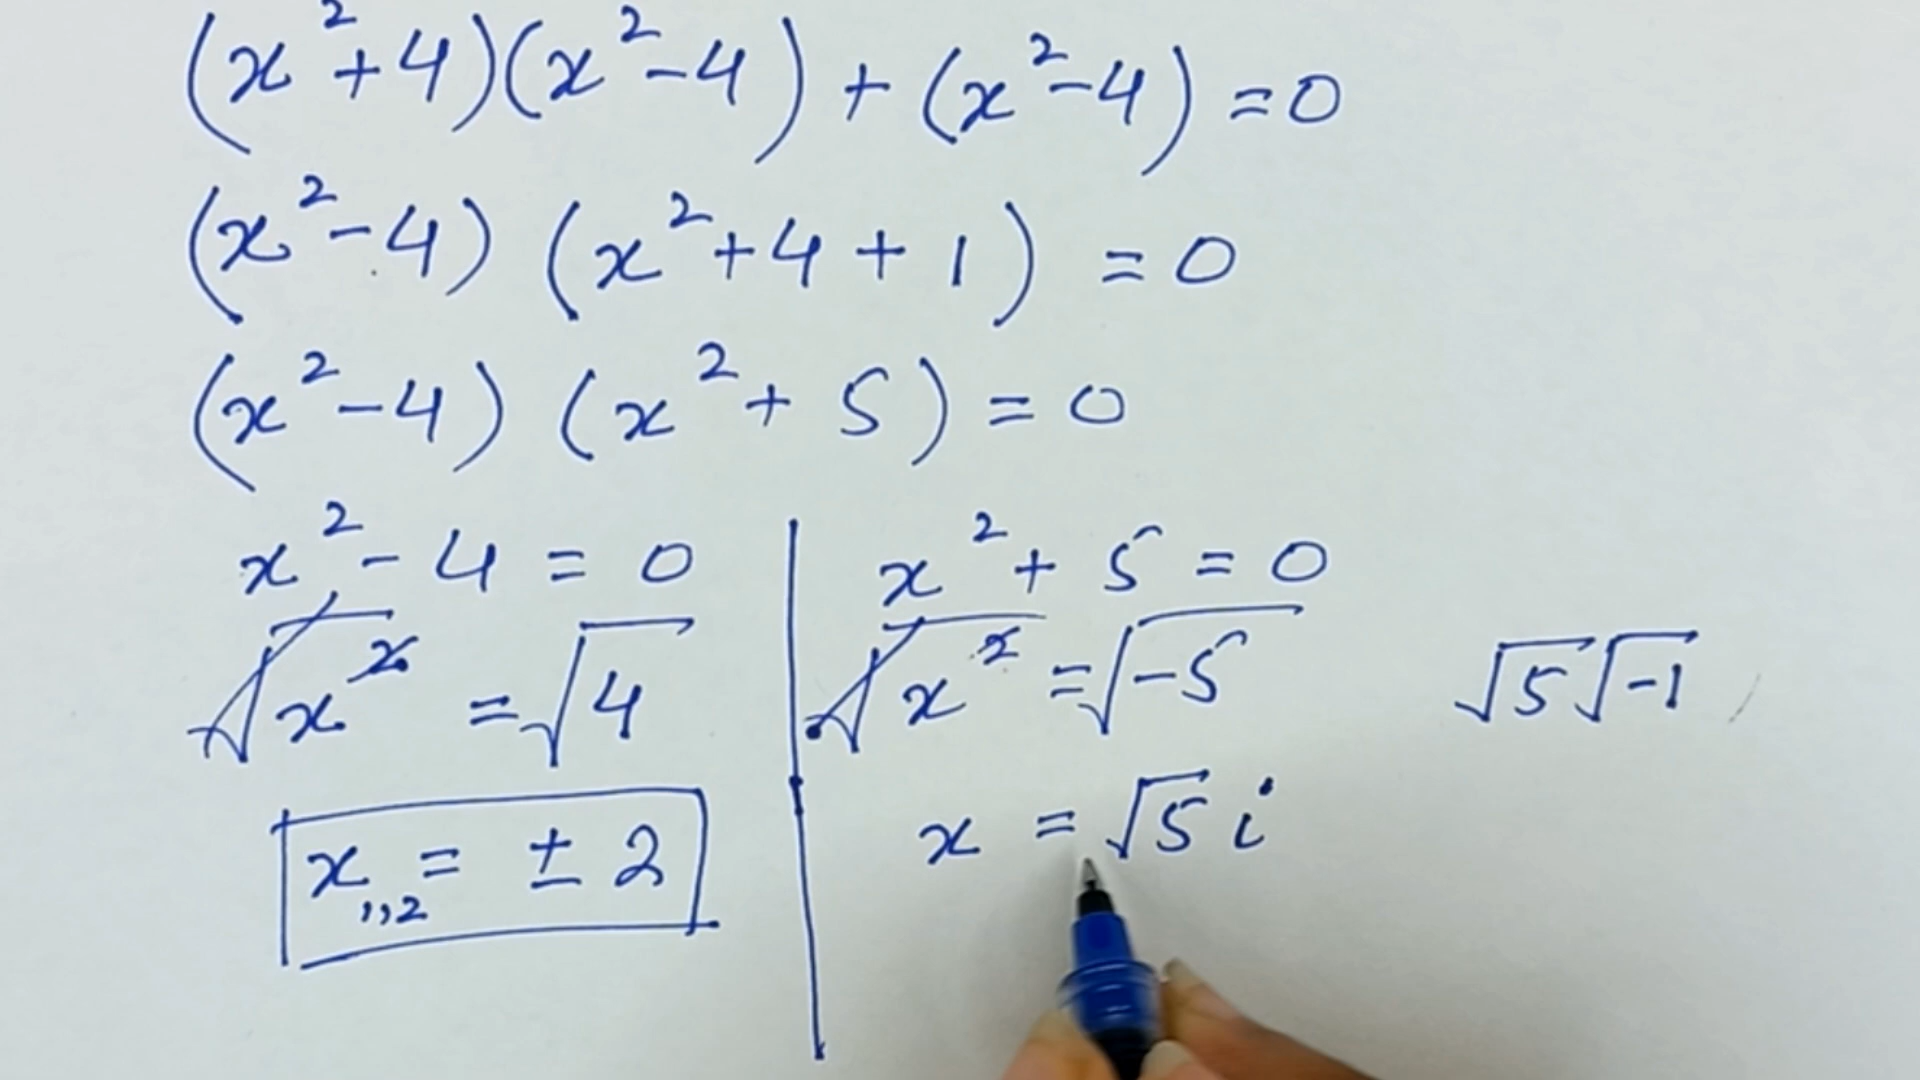 (x²+4)(x²-4) + (x²-4) = 0
(x²-4) (x²+4+1) = 0
(x²-4) (x²+5) = 0
x²-4 = 0
√x² = √4
x₁,₂ = ±2
x²+5 = 0
√x² = √-5
√5 √-1
x = √5 i